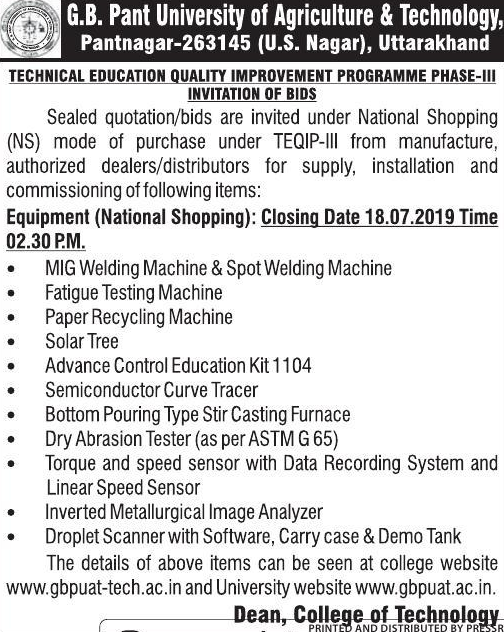 G.B. Pant University of Agriculture & Technology,
Pantnagar-263145 (U.S. Nagar), Uttarakhand
TECHNICAL EDUCATION QUALITY IMPROVEMENT PROGRAMME PHASE-III
INVITATION OF BIDS
Sealed quotation/bids are invited under National Shopping
(NS) mode of purchase under TEQIP-III from manufacture,
authorized dealers/distributors for supply, installation and
commissioning of following items:
Equipment (National Shopping): Closing Date 18.07.2019 Time
02.30 P.M.
• MIG Welding Machine & Spot Welding Machine
• Fatigue Testing Machine
• Paper Recycling Machine
• Solar Tree
• Advance Control Education Kit 1104
• Semiconductor Curve Tracer
• Bottom Pouring Type Stir Casting Furnace
• Dry Abrasion Tester (as per ASTM G 65)
• Torque and speed sensor with Data Recording System and
Linear Speed Sensor
• Inverted Metallurgical Image Analyzer
• Droplet Scanner with Software, Carry case & Demo Tank
The details of above items can be seen at college website
www.gbpuat-tech.ac.in and University website www.gbpuat.ac.in.
Dean, College of Technology
PRINTED AND DISTRIBUTED BY PRESSR